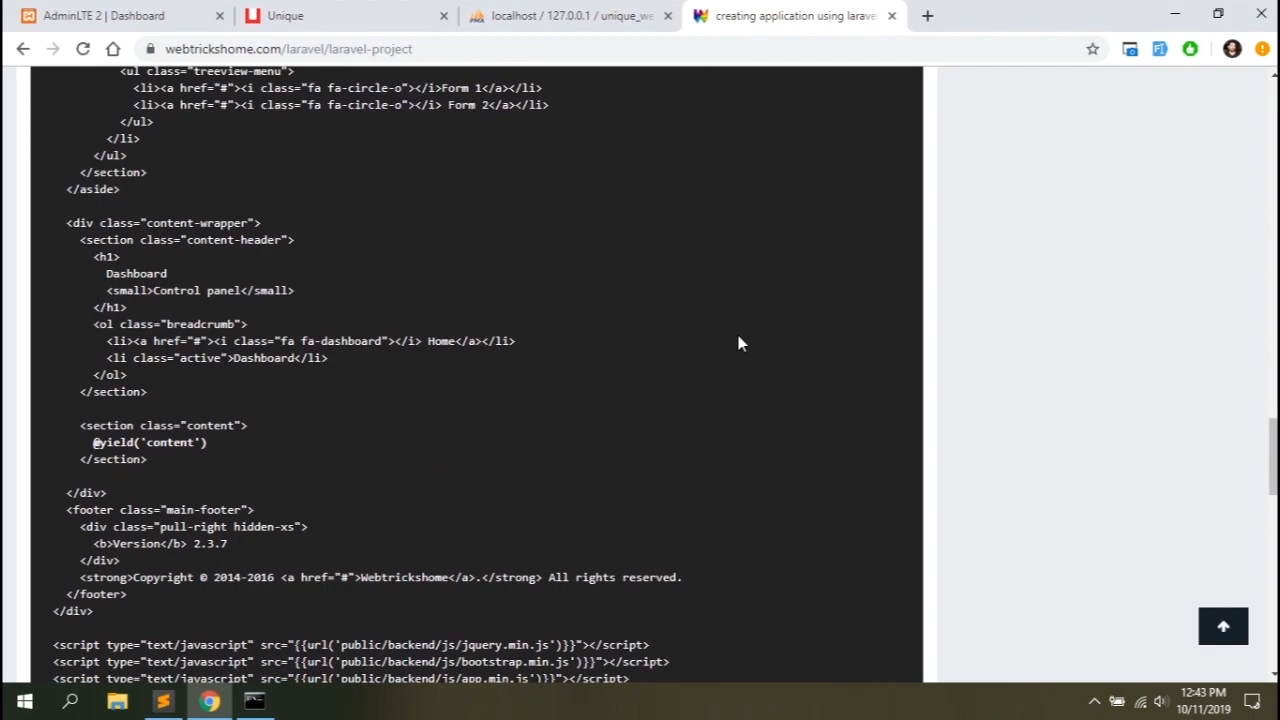 AdminLTE 2 | Dashboard
Unique
localhost / 127.0.0.1 / unique_we
creating application using larave
webtrickshome.com/laravel/laravel-project
<ul class="treeview-menu">
<li><a href="#"><i class="fa fa-circle-o"></i>Form 1</a></li>
<li><a href="#"><i class="fa fa-circle-o"></i> Form 2</a></li>
</ul>
</li>
</ul>
</section>
</aside>
<div class="content-wrapper">
<section class="content-header">
<h1>
Dashboard
<small>Control panel</small>
</h1>
<ol class="breadcrumb">
<li><a href="#"><i class="fa fa-dashboard"></i> Home</a></li>
<li class="active">Dashboard</li>
</ol>
</section>
<section class="content">
@yield('content')
</section>
</div>
<footer class="main-footer">
<div class="pull-right hidden-xs">
<b>Version</b> 2.3.7
</div>
<strong>Copyright © 2014-2016 <a href="#">Webtrickshome</a>.</strong> All rights reserved.
</footer>
</div>
<script type="text/javascript" src="{{url('public/backend/js/jquery.min.js')}}"></script>
<script type="text/javascript" src="{{url('public/backend/js/bootstrap.min.js')}}"></script>
<script type="text/javascript" src="{{url('public/backend/js/app.min.js')}}"></script>
12:43 PM
10/11/2019